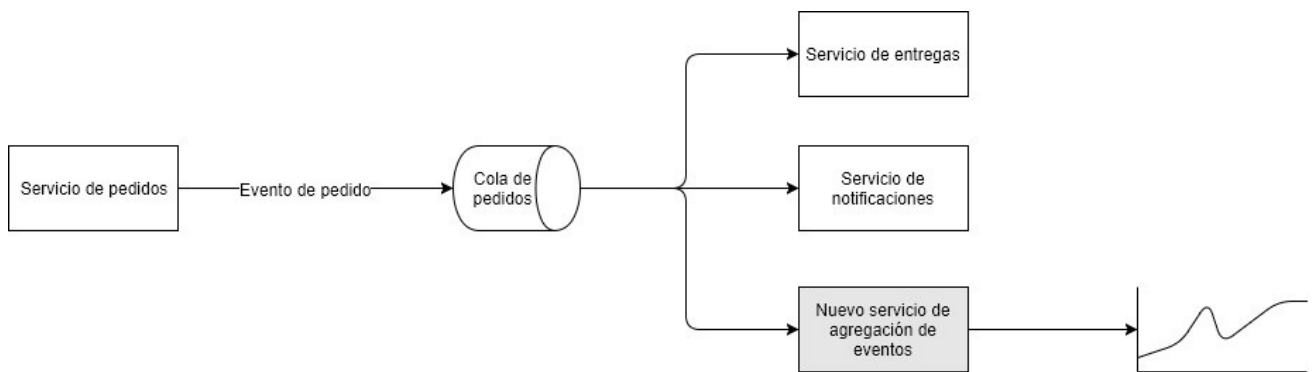 Servicio de entregas
Servicio de pedidos
Evento de pedido
Cola de
pedidos
Servicio de
notificaciones
Nuevo servicio de
agregación de
eventos